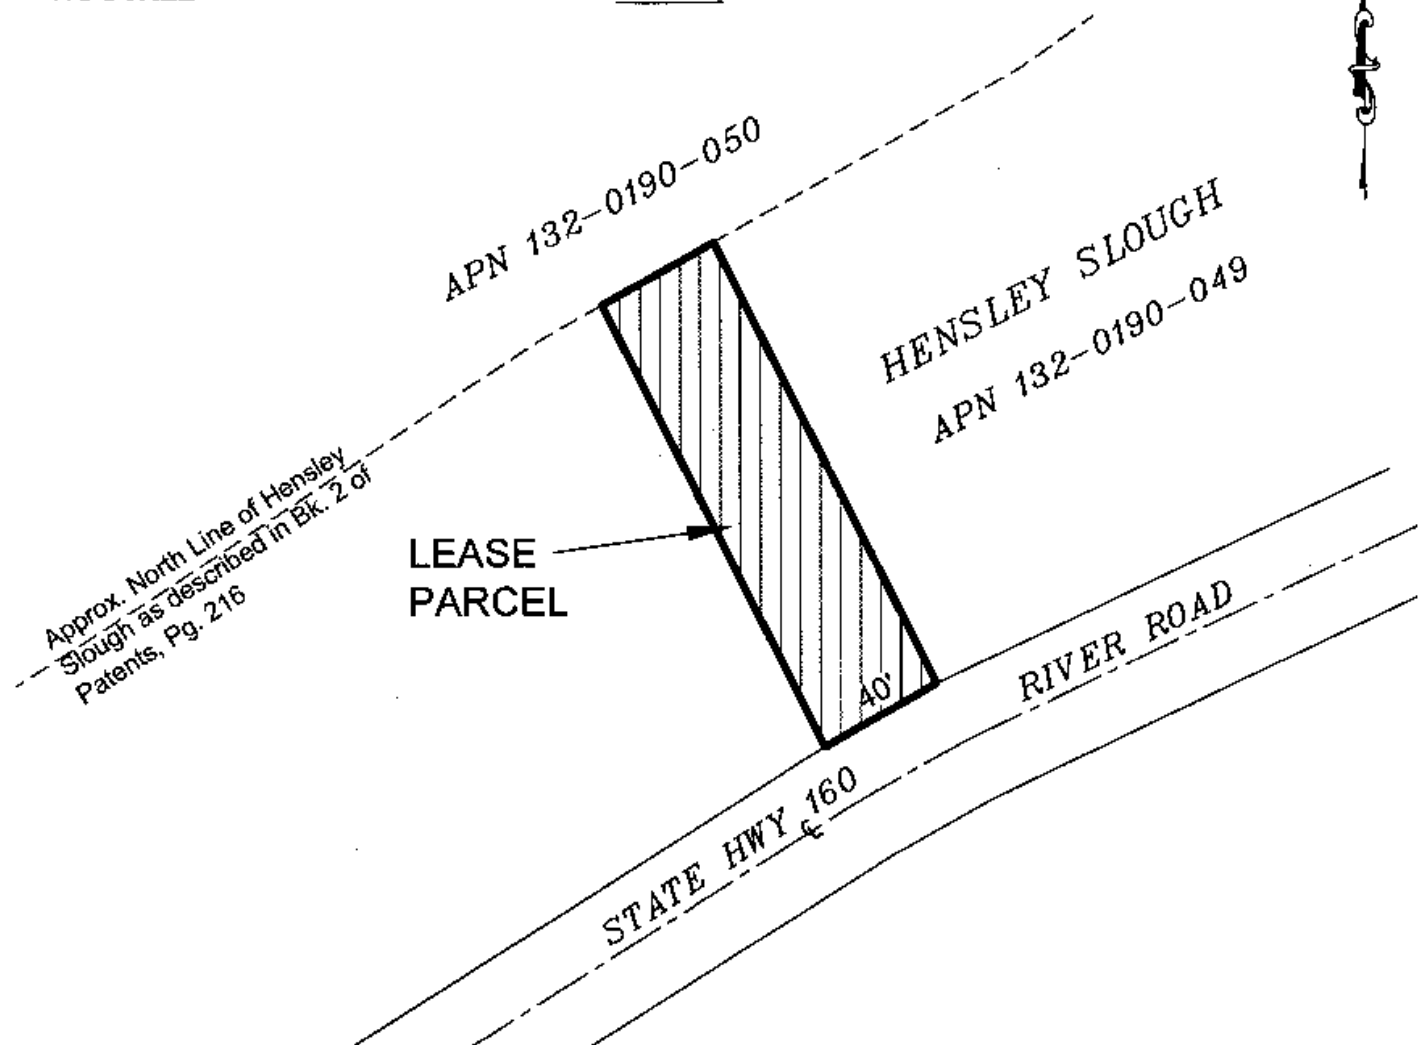 APN 132-0190-050
HENSLEY SLOUGH
APN 132-0190-049
Approx. North Line of Hensley
Slough as described in Bk. 2 of
Patents, Pg. 216
LEASE
PARCEL
40'
RIVER ROAD
STATE HWY 160